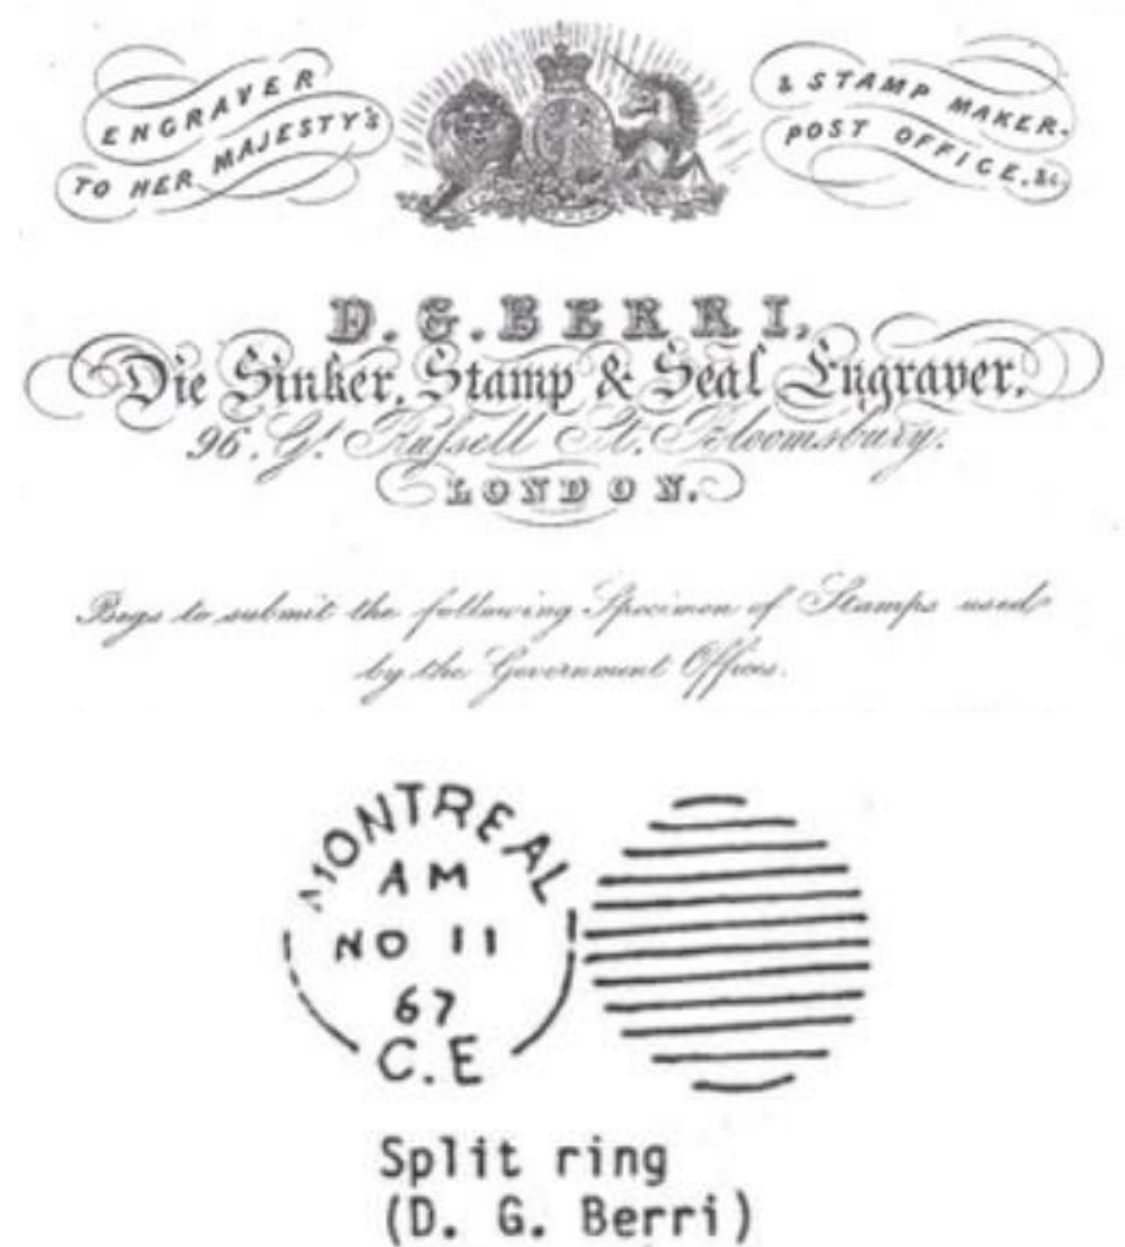 ENGRAVER
TO HER MAJESTY'S
& STAMP MAKER.
POST OFFICE, &c.
D. G. BERRI,
Die Sinker, Stamp & Seal Engraver,
96, Gt. Russell St. Bloomsbury.
LONDON.
Begs to submit the following Specimen of Stamps used
by the Government Offices.
MONTREAL
AM
NO 11
67
C.E
Split ring
(D. G. Berri)